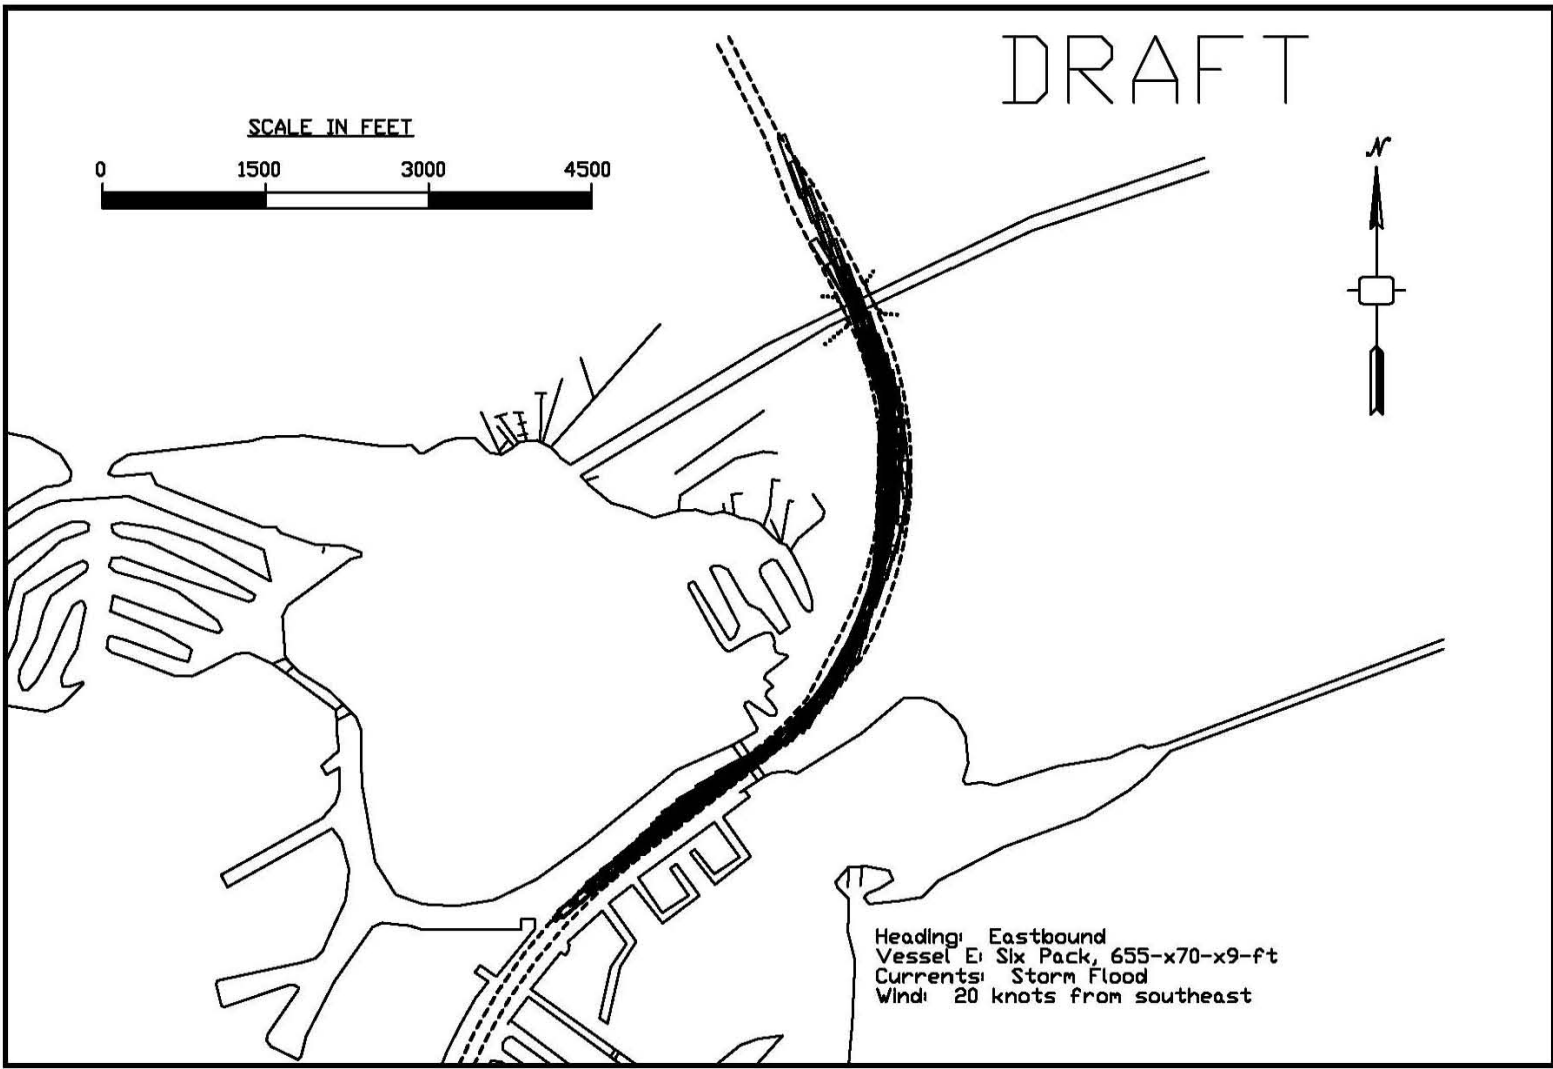 DRAFT
SCALE IN FEET
0 1500 3000 4500
N
Heading: Eastbound
Vessel E: Six Pack, 655-x70-x9-ft
Currents: Storm Flood
Wind: 20 knots from southeast